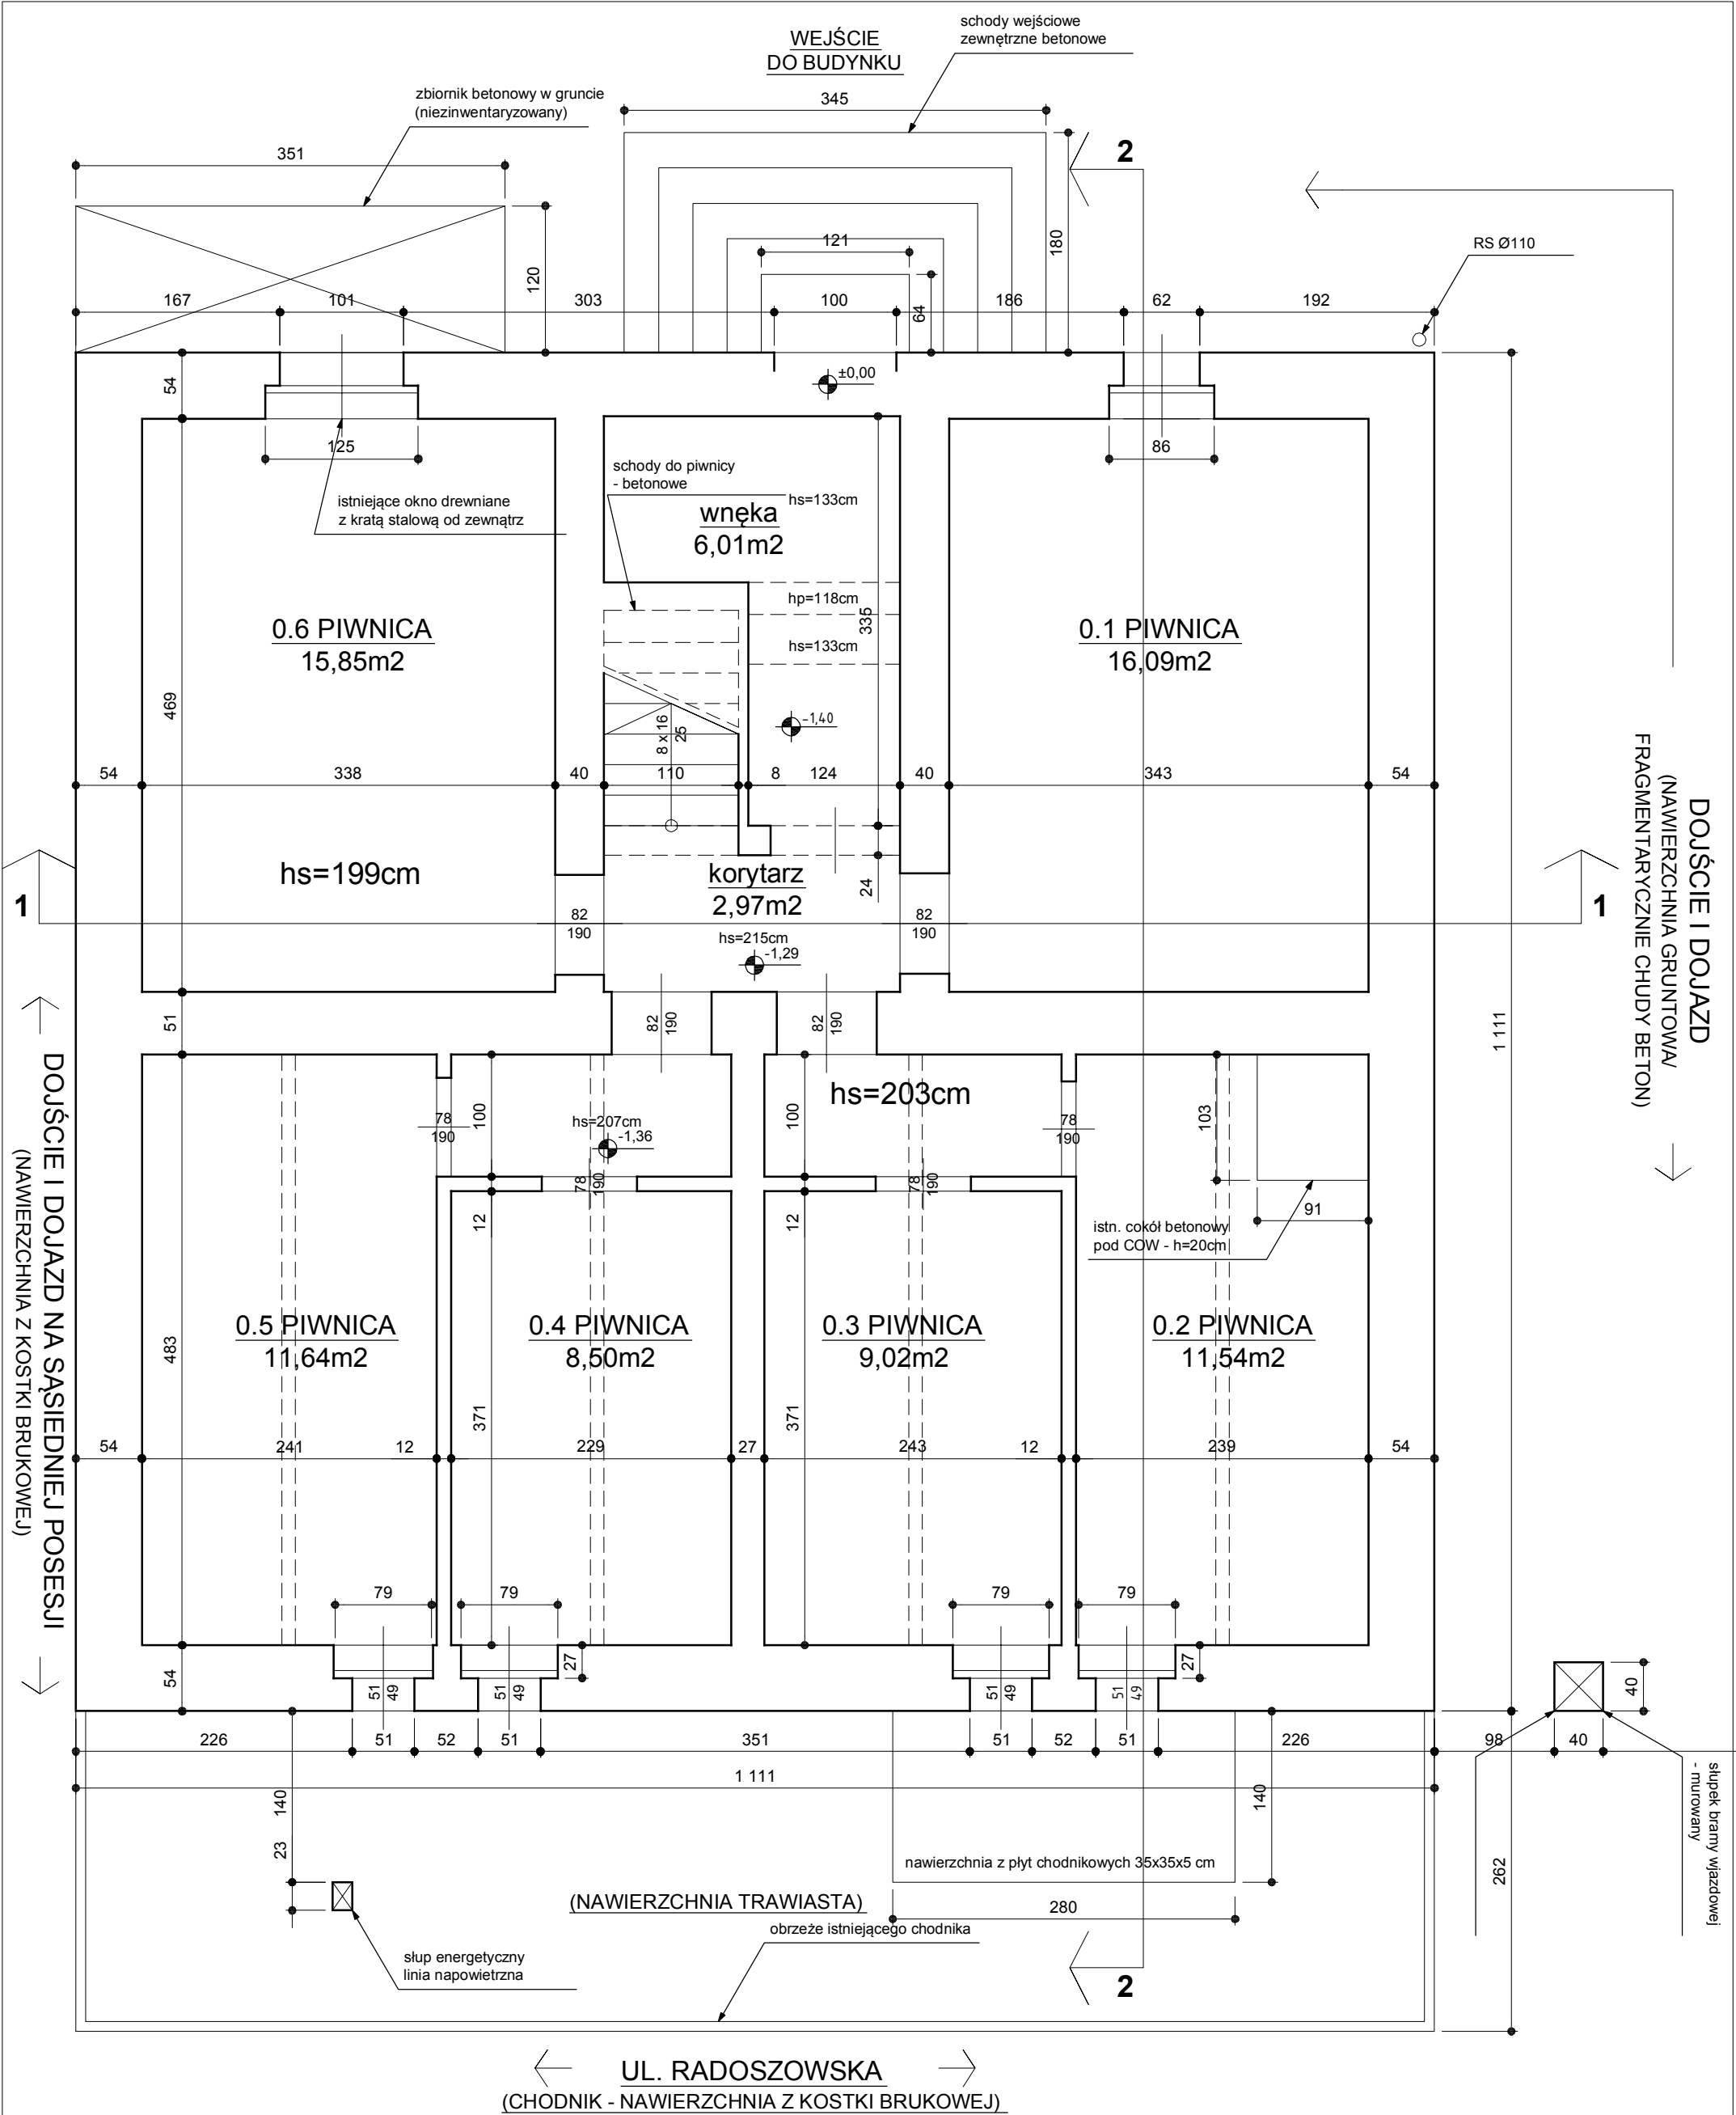 WEJŚCIE
DO BUDYNKU
schody wejściowe
zewnętrzne betonowe
zbiornik betonowy w gruncie
(niezinwentaryzowany)
345
351
2
121
180
120
64
RS Ø110
167
101
303
100
186
62
192
±0,00
54
125
86
istniejące okno drewniane
z kratą stalową od zewnątrz
schody do piwnicy
- betonowe
hs=133cm
wnęka
6,01m2
hp=118cm
hs=133cm
335
0.6 PIWNICA
15,85m2
0.1 PIWNICA
16,09m2
469
8 x 16
25
-1,40
54
338
40
110
8
124
40
343
54
hs=199cm
korytarz
2,97m2
24
1
1
82
190
82
190
hs=215cm
-1,29
51
82
190
82
190
1 111
DOJŚCIE I DOJAZD
(NAWIERZCHNIA GRUNTOWA/
FRAGMENTARYCZNIE CHUDY BETON)
DOJŚCIE I DOJAZD NA SĄSIEDNIEJ POSESJI
(NAWIERZCHNIA Z KOSTKI BRUKOWEJ)
hs=203cm
100
100
103
78
190
78
190
hs=207cm
-1,36
78
190
78
190
12
12
91
istn. cokół betonowy
pod COW - h=20cm
0.5 PIWNICA
11,64m2
0.4 PIWNICA
8,50m2
0.3 PIWNICA
9,02m2
0.2 PIWNICA
11,54m2
483
371
371
54
241
12
229
27
243
12
239
54
79
79
79
79
54
27
27
51
49
51
49
51
49
51
49
40
226
51
52
51
351
51
52
51
226
98
40
1 111
140
23
140
262
słupek bramy wjazdowej
- murowany
nawierzchnia z płyt chodnikowych 35x35x5 cm
(NAWIERZCHNIA TRAWIASTA)
280
obrzeże istniejącego chodnika
słup energetyczny
linia napowietrzna
2
UL. RADOSZOWSKA
(CHODNIK - NAWIERZCHNIA Z KOSTKI BRUKOWEJ)